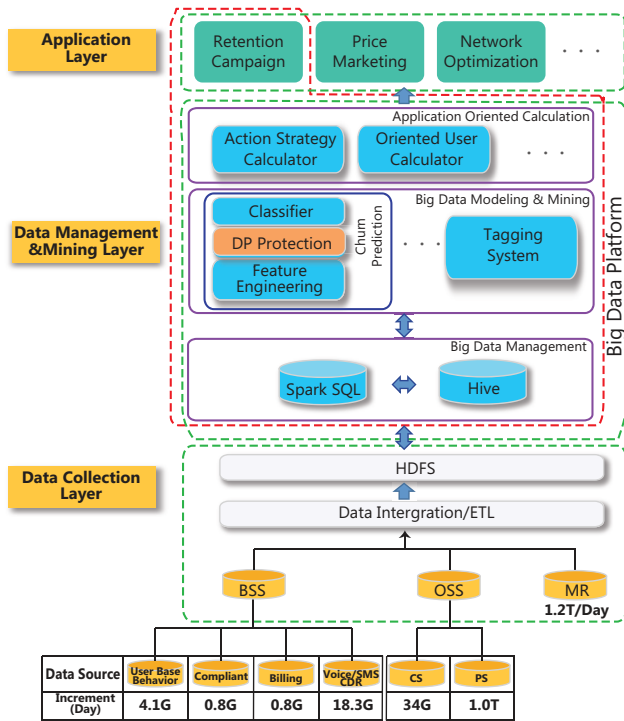 Application
Layer
Retention
Campaign
Price
Marketing
Network
Optimization
. . .
Application Oriented Calculation
Action Strategy
Calculator
Oriented User
Calculator
. . .
Data Management
&Mining Layer
Big Data Modeling & Mining
Classifier
DP Protection
Feature
Engineering
Chum
Prediction
. . .
Tagging
System
Big Data Platform
Big Data Management
Spark SQL
Hive
Data Collection
Layer
HDFS
Data Intergration/ETL
BSS
OSS
MR
1.2T/Day
Data Source
User Base
Behavior
Compliant
Billing
Voice/SMS
CDR
CS
PS
Increment
(Day)
4.1G
0.8G
0.8G
18.3G
34G
1.0T